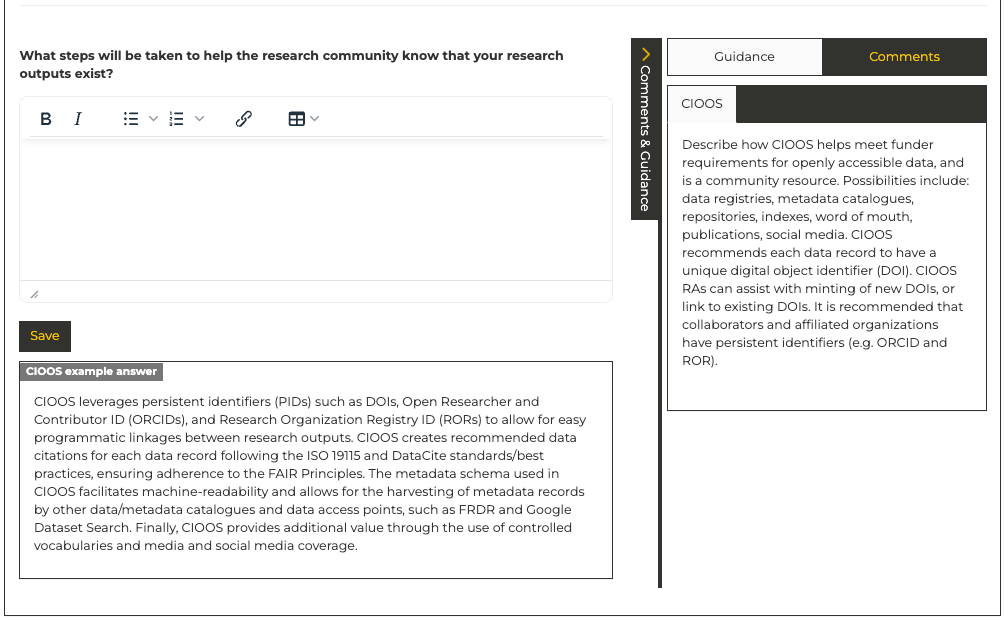 What steps will be taken to help the research community know that your research
outputs exist?
B I
Save
CIOOS example answer
CIOOS leverages persistent identifiers (PIDs) such as DOIs, Open Researcher and
Contributor ID (ORCIDs), and Research Organization Registry ID (RORs) to allow for easy
programmatic linkages between research outputs. CIOOS creates recommended data
citations for each data record following the ISO 19115 and DataCite standards/best
practices, ensuring adherence to the FAIR Principles. The metadata schema used in
CIOOS facilitates machine-readability and allows for the harvesting of metadata records
by other data/metadata catalogues and data access points, such as FRDR and Google
Dataset Search. Finally, CIOOS provides additional value through the use of controlled
vocabularies and media and social media coverage.
Comments & Guidance
Guidance
Comments
CIOOS
Describe how CIOOS helps meet funder
requirements for openly accessible data, and
is a community resource. Possibilities include:
data registries, metadata catalogues,
repositories, indexes, word of mouth,
publications, social media. CIOOS
recommends each data record to have a
unique digital object identifier (DOI). CIOOS
RAs can assist with minting of new DOIs, or
link to existing DOIs. It is recommended that
collaborators and affiliated organizations
have persistent identifiers (e.g. ORCID and
ROR).